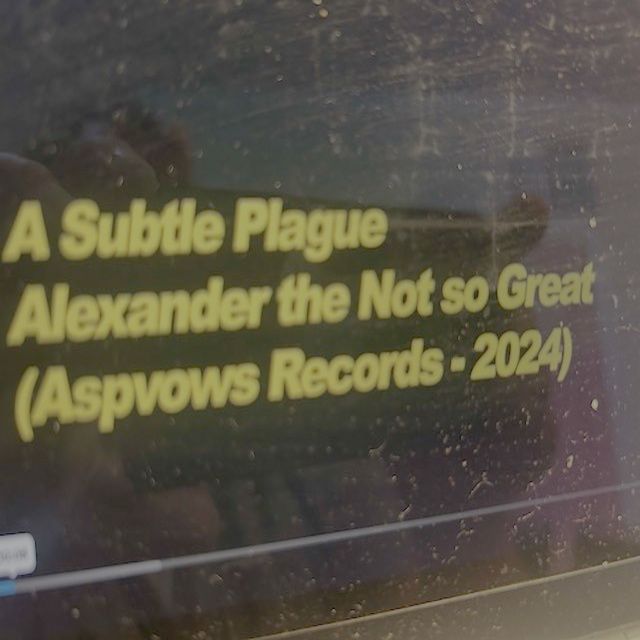 A Subtle Plague
Alexander the Not so Great
(Aspvows Records - 2024)